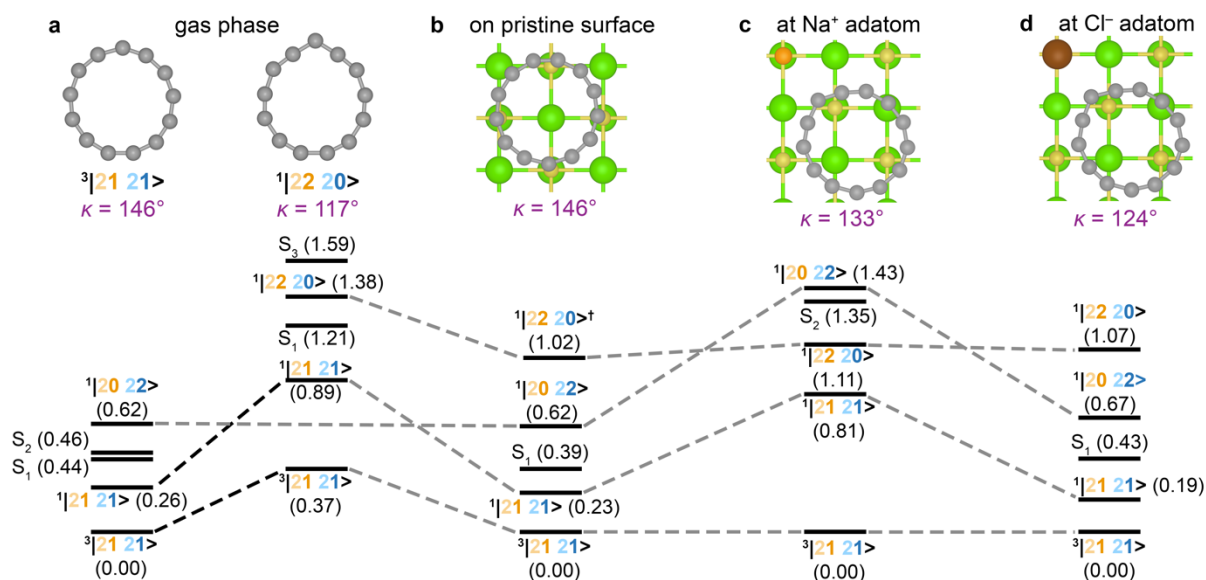 a gas phase
³|21 21>
κ = 146°
¹|22 20>
κ = 117°
b on pristine surface
κ = 146°
c at Na⁺ adatom
κ = 133°
d at Cl⁻ adatom
κ = 124°
¹|20 22>
(0.62)
S₂ (0.46)
S₁ (0.44)
¹|21 21> (0.26)
³|21 21>
(0.00)
S₃ (1.59)
¹|22 20> (1.38)
S₁ (1.21)
¹|21 21>
(0.89)
³|21 21>
(0.37)
¹|22 20>†
(1.02)
¹|20 22>
(0.62)
S₁ (0.39)
¹|21 21> (0.23)
³|21 21>
(0.00)
¹|20 22> (1.43)
S₂ (1.35)
¹|22 20>
(1.11)
¹|21 21>
(0.81)
³|21 21>
(0.00)
¹|22 20>
(1.07)
¹|20 22>
(0.67)
S₁ (0.43)
¹|21 21> (0.19)
³|21 21>
(0.00)